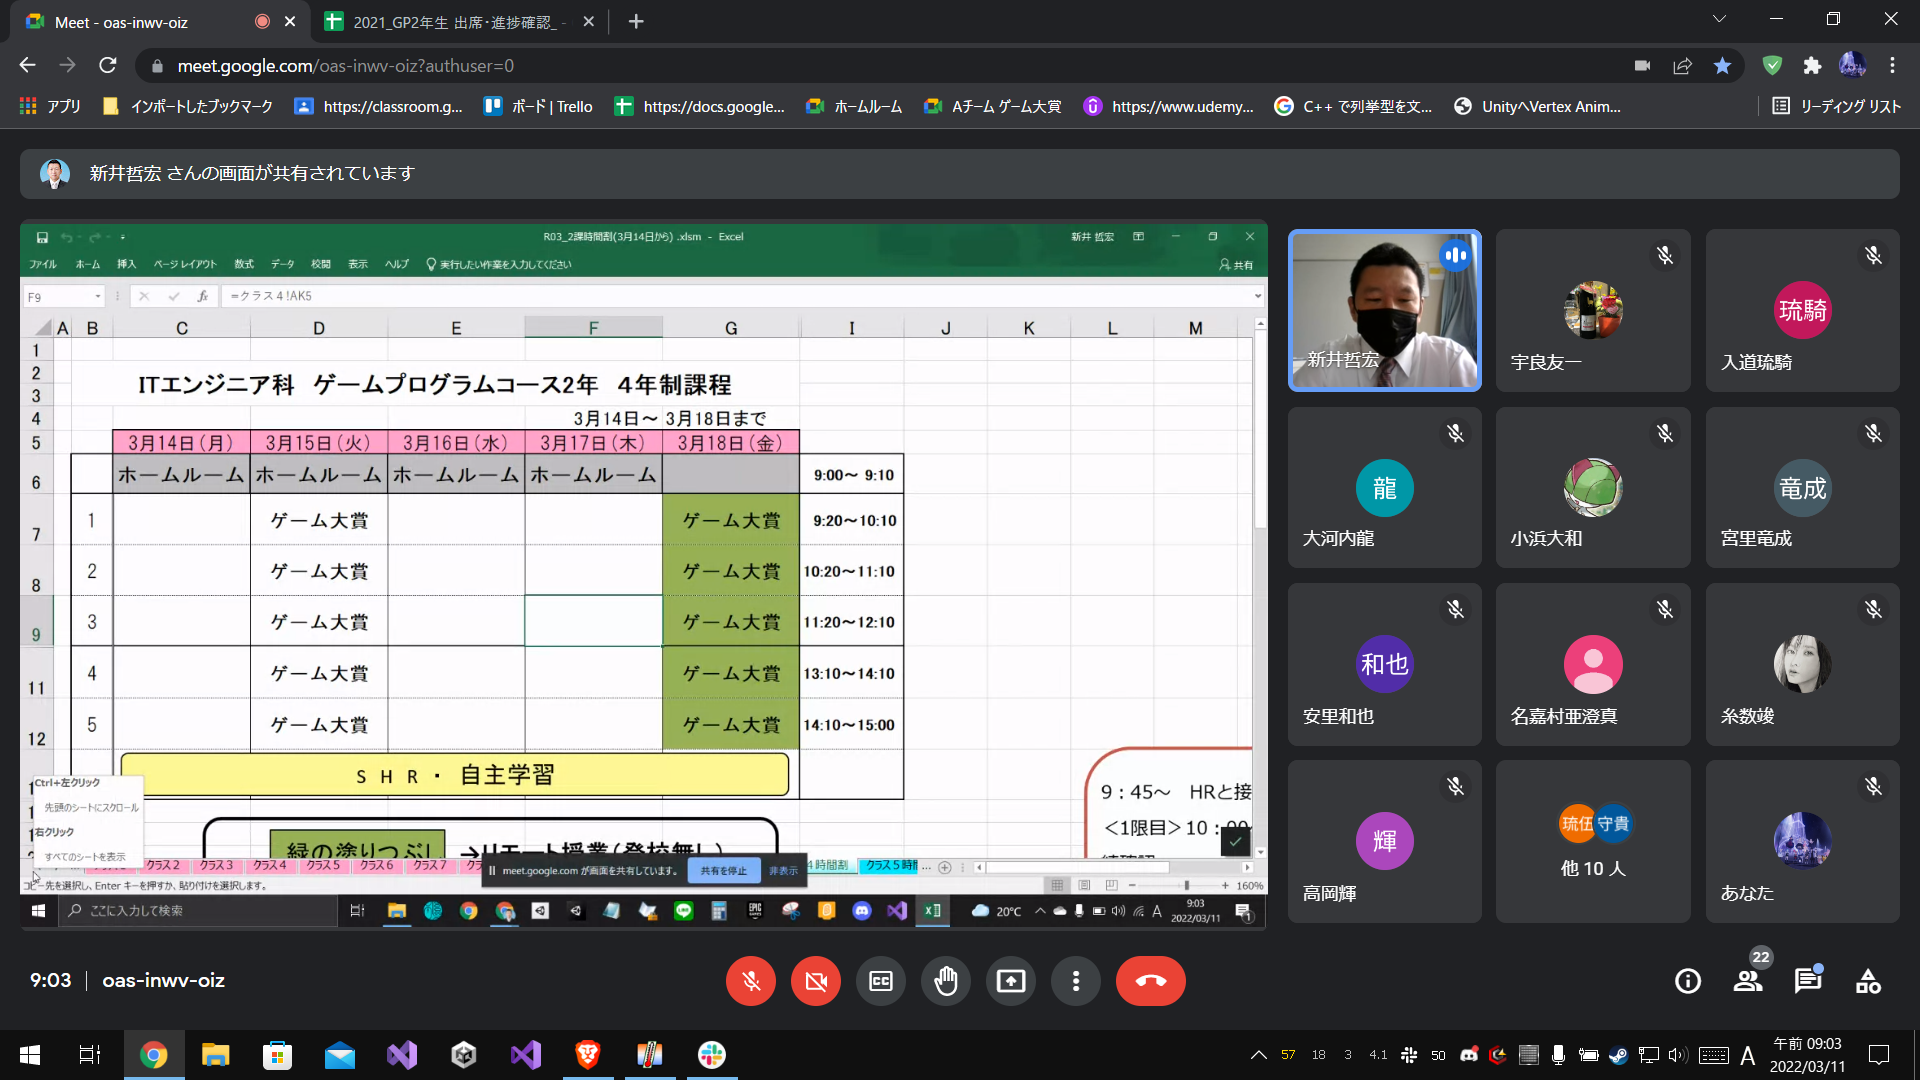 Meet - oas-inwv-oiz
2021_GP2年生 出席・進捗確認_ -
meet.google.com/oas-inwv-oiz?authuser=0
アプリ
インポートしたブックマーク
https://classroom.g...
ボード | Trello
https://docs.google...
ホームルーム
Aチーム ゲーム大賞
https://www.udemy...
C++ で列挙型を文...
UnityへVertex Anim...
リーディング リスト
新井哲宏 さんの画面が共有されています
R03_2課時間割(3月14日から) .xlsm - Excel
新井 哲宏
ファイル ホーム 挿入 ページ レイアウト 数式 データ 校閲 表示 ヘルプ 実行したい作業を入力してください
共有
F9
fx
=クラス４!AK5
A B C D E F G I J K L M
1
2
3
ITエンジニア科 ゲームプログラムコース2年 ４年制課程
4
3月14日～ 3月18日まで
5
3月14日（月） 3月15日（火） 3月16日（水） 3月17日（木） 3月18日（金）
6
ホームルーム ホームルーム ホームルーム ホームルーム
9:00～ 9:10
7
1 ゲーム大賞 ゲーム大賞 9:20～10:10
8
2 ゲーム大賞 ゲーム大賞 10:20～11:10
9
3 ゲーム大賞 ゲーム大賞 11:20～12:10
11
4 ゲーム大賞 ゲーム大賞 13:10～14:10
12
5 ゲーム大賞 ゲーム大賞 14:10～15:00
ＳＨＲ・ 自主学習
Ctrl+左クリック
先頭のシートにスクロール
右クリック
すべてのシートを表示
緑の塗りつぶし →リモート授業（登校無し）
9：45～ HRと接
＜1限目＞10：00
クラス２ クラス３ クラス４ クラス５ クラス６ クラス７
4時間割 クラス５時間 ...
meet.google.com が画面を共有しています。
共有を停止
非表示
コピー先を選択し、Enter キーを押すか、貼り付けを選択します。
160%
ここに入力して検索
20℃
A
9:03
2022/03/11
新井哲宏
宇良友一
琉騎
入道琉騎
龍
大河内龍
小浜大和
竜成
宮里竜成
和也
安里和也
名嘉村亜澄真
糸数竣
輝
高岡輝
琉伍
守貴
他 10 人
あなた
9:03
oas-inwv-oiz
22
57 18 3 4.1 50
A
午前 09:03
2022/03/11